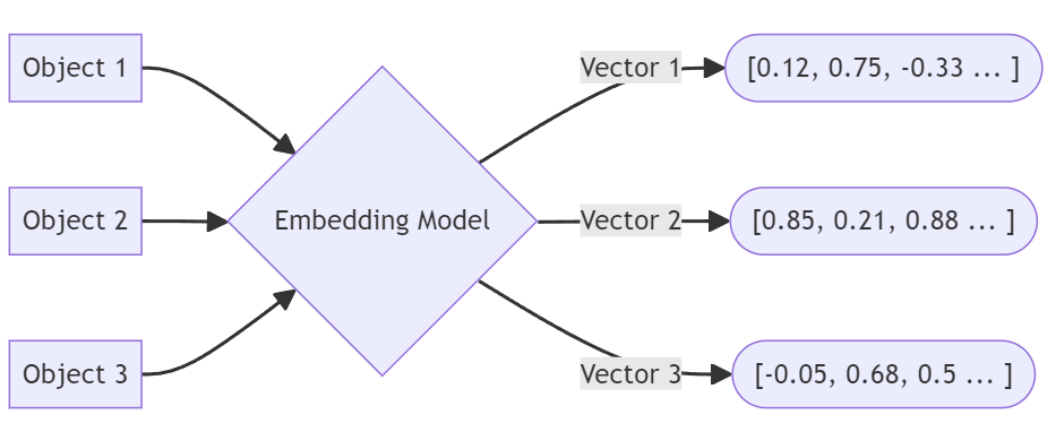 Object 1
Vector 1
[0.12, 0.75, -0.33 ... ]
Object 2
Embedding Model
Vector 2
[0.85, 0.21, 0.88 ... ]
Object 3
Vector 3
[-0.05, 0.68, 0.5 ... ]